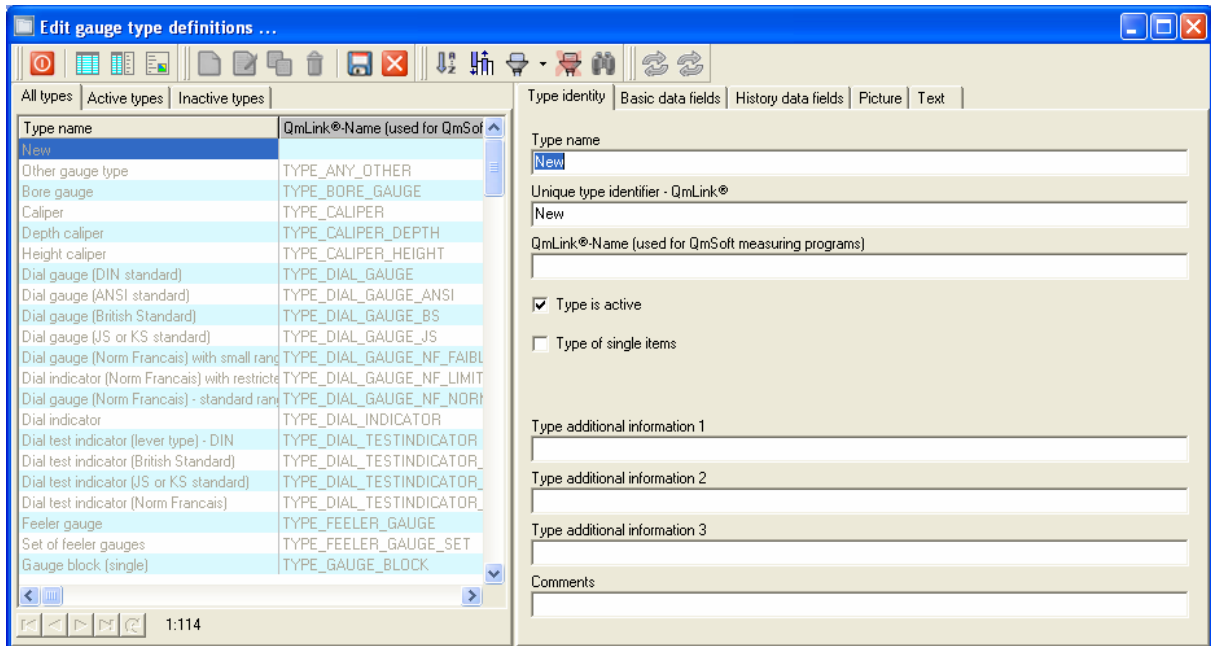 Edit gauge type definitions ...
All types Active types Inactive types
Type name QmLink®-Name (used for QmSof
New
Other gauge type TYPE_ANY_OTHER
Bore gauge TYPE_BORE_GAUGE
Caliper TYPE_CALIPER
Depth caliper TYPE_CALIPER_DEPTH
Height caliper TYPE_CALIPER_HEIGHT
Dial gauge (DIN standard) TYPE_DIAL_GAUGE
Dial gauge (ANSI standard) TYPE_DIAL_GAUGE_ANSI
Dial gauge (British Standard) TYPE_DIAL_GAUGE_BS
Dial gauge (JS or KS standard) TYPE_DIAL_GAUGE_JS
Dial gauge (Norm Francais) with small rang TYPE_DIAL_GAUGE_NF_FAIBL
Dial indicator (Norm Francais) with restricte TYPE_DIAL_GAUGE_NF_LIMIT
Dial gauge (Norm Francais) - standard ran TYPE_DIAL_GAUGE_NF_NORM
Dial indicator TYPE_DIAL_INDICATOR
Dial test indicator (lever type) - DIN TYPE_DIAL_TESTINDICATOR
Dial test indicator (British Standard) TYPE_DIAL_TESTINDICATOR_
Dial test indicator (JS or KS standard) TYPE_DIAL_TESTINDICATOR_
Dial test indicator (Norm Francais) TYPE_DIAL_TESTINDICATOR_
Feeler gauge TYPE_FEELER_GAUGE
Set of feeler gauges TYPE_FEELER_GAUGE_SET
Gauge block (single) TYPE_GAUGE_BLOCK
1:114
Type identity Basic data fields History data fields Picture Text
Type name
New
Unique type identifier - QmLink®
New
QmLink®-Name (used for QmSoft measuring programs)
Type is active
Type of single items
Type additional information 1
Type additional information 2
Type additional information 3
Comments